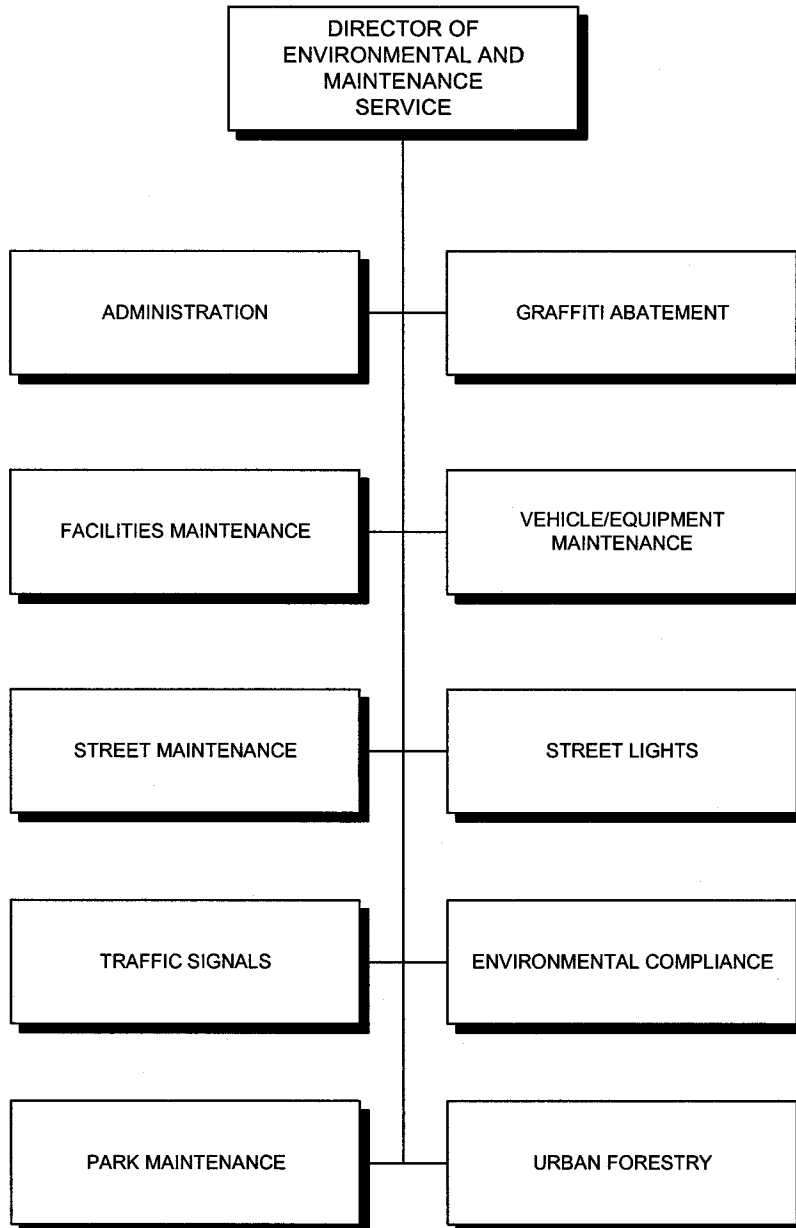 DIRECTOR OF
ENVIRONMENTAL AND
MAINTENANCE
SERVICE
ADMINISTRATION
GRAFFITI ABATEMENT
FACILITIES MAINTENANCE
VEHICLE/EQUIPMENT
MAINTENANCE
STREET MAINTENANCE
STREET LIGHTS
TRAFFIC SIGNALS
ENVIRONMENTAL COMPLIANCE
PARK MAINTENANCE
URBAN FORESTRY